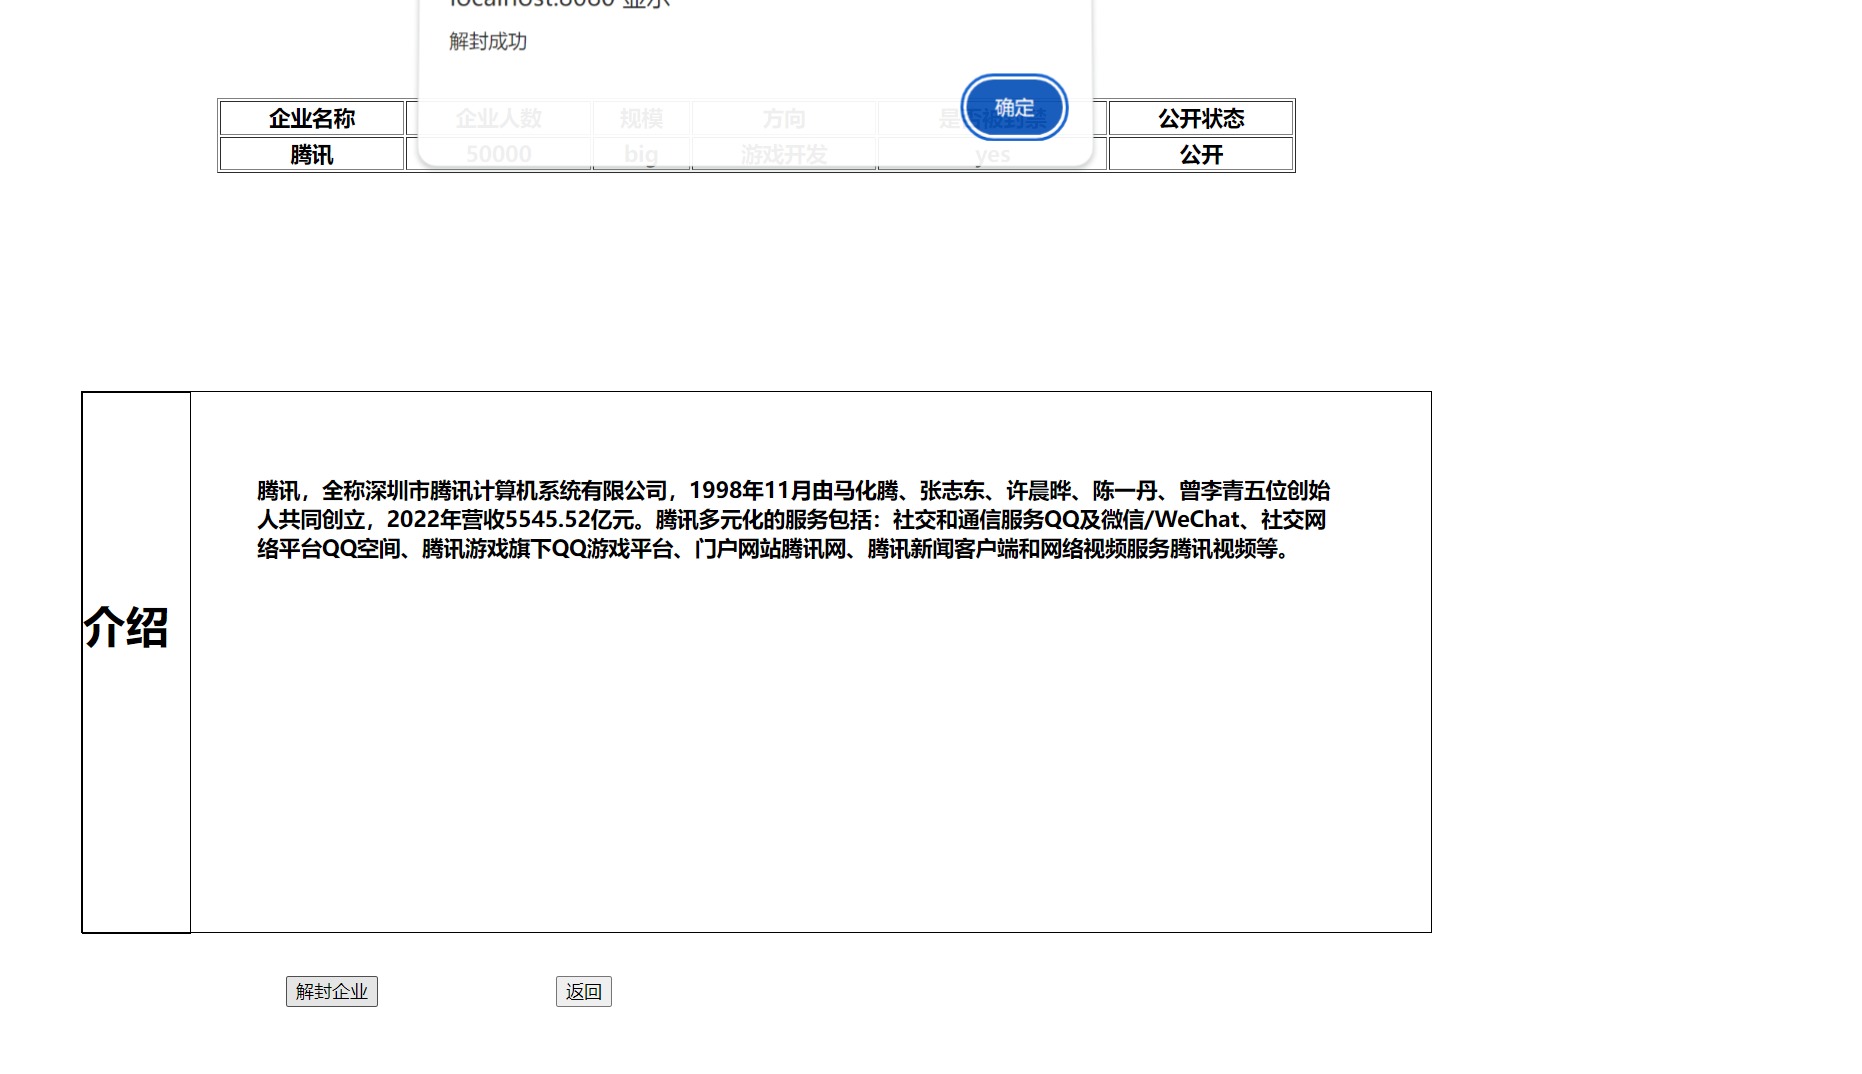 localhost:8080 显示
解封成功
确定
企业名称 企业人数 规模 方向 是否被封禁 公开状态
腾讯 50000 big 游戏开发 yes 公开
腾讯，全称深圳市腾讯计算机系统有限公司，1998年11月由马化腾、张志东、许晨晔、陈一丹、曾李青五位创始
人共同创立，2022年营收5545.52亿元。腾讯多元化的服务包括：社交和通信服务QQ及微信/WeChat、社交网
络平台QQ空间、腾讯游戏旗下QQ游戏平台、门户网站腾讯网、腾讯新闻客户端和网络视频服务腾讯视频等。
介绍
解封企业 返回